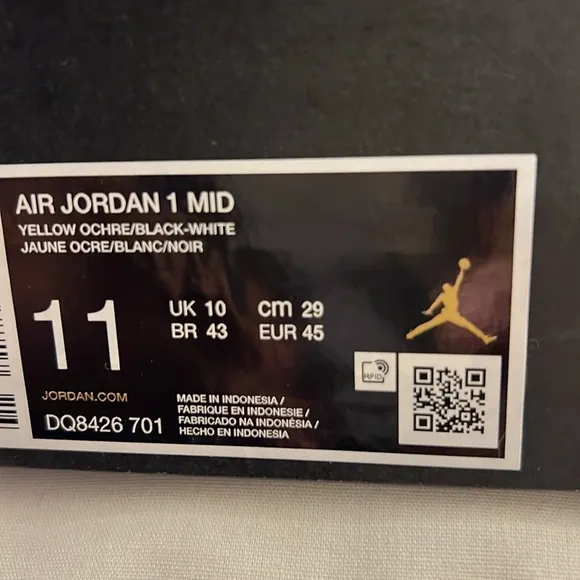 AIR JORDAN 1 MID
YELLOW OCHRE/BLACK-WHITE
JAUNE OCRE/BLANC/NOIR
11
UK 10 cm 29
BR 43 EUR 45
RFID
JORDAN.COM
DQ8426 701
MADE IN INDONESIA /
FABRIQUE EN INDONESIE /
FABRICADO NA INDONÉSIA /
HECHO EN INDONESIA